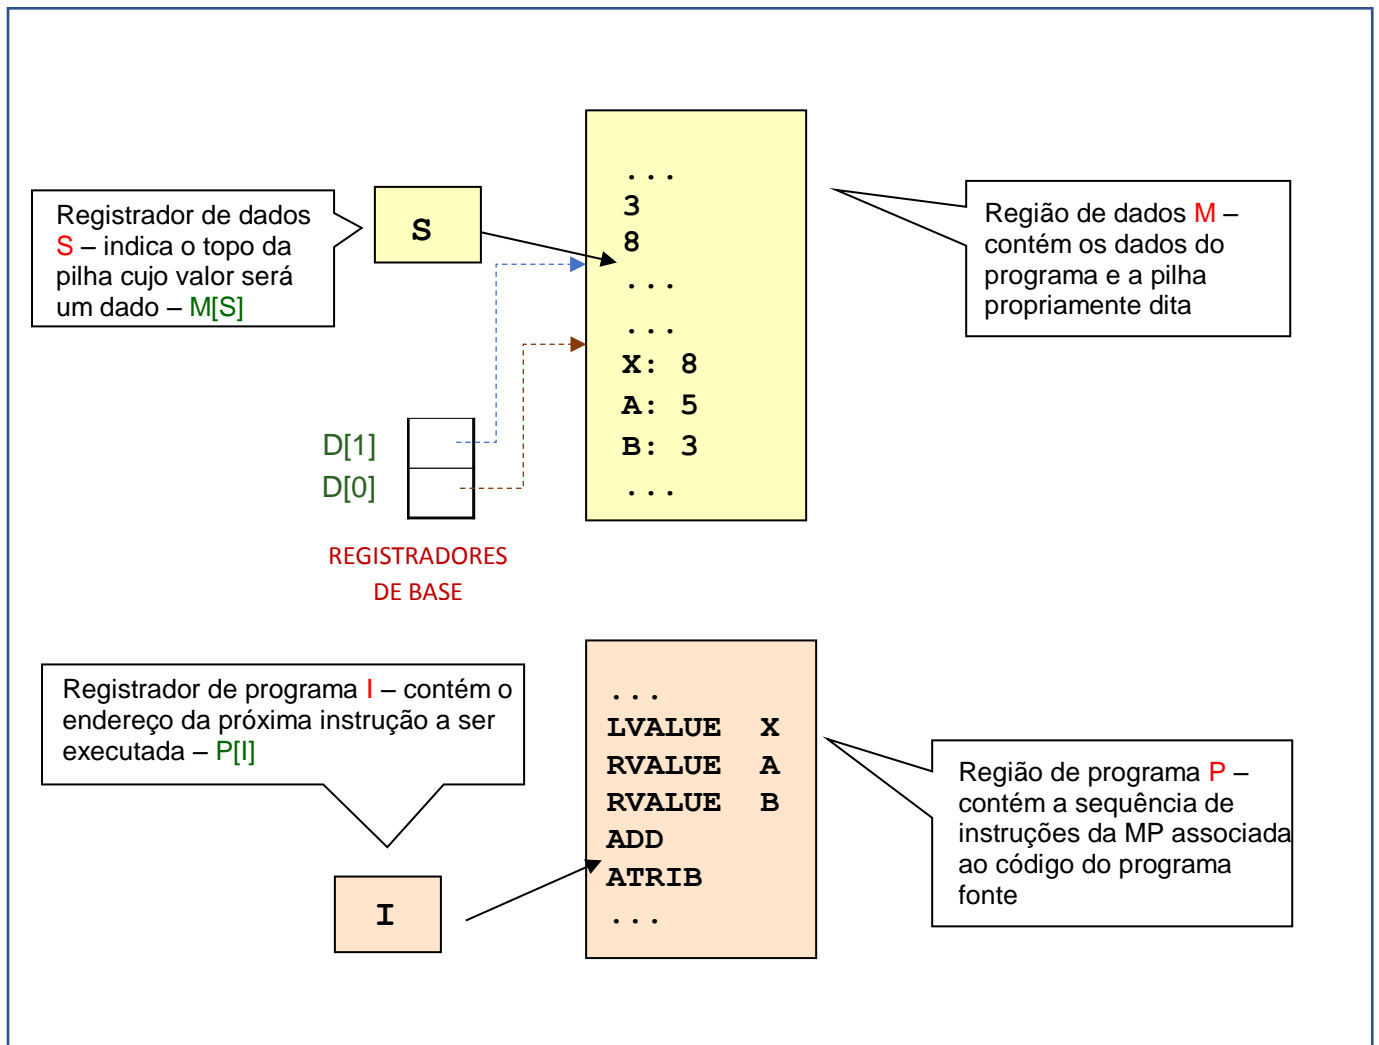 Registrador de dados
S – indica o topo da
pilha cujo valor será
um dado – M[S]
S
...
3
8
...
...
X: 8
A: 5
B: 3
...
Região de dados M –
contém os dados do
programa e a pilha
propriamente dita
D[1]
D[0]
REGISTRADORES
DE BASE
Registrador de programa I – contém o
endereço da próxima instrução a ser
executada – P[I]
I
...
LVALUE X
RVALUE A
RVALUE B
ADD
ATRIB
...
Região de programa P –
contém a sequência de
instruções da MP associada
ao código do programa
fonte